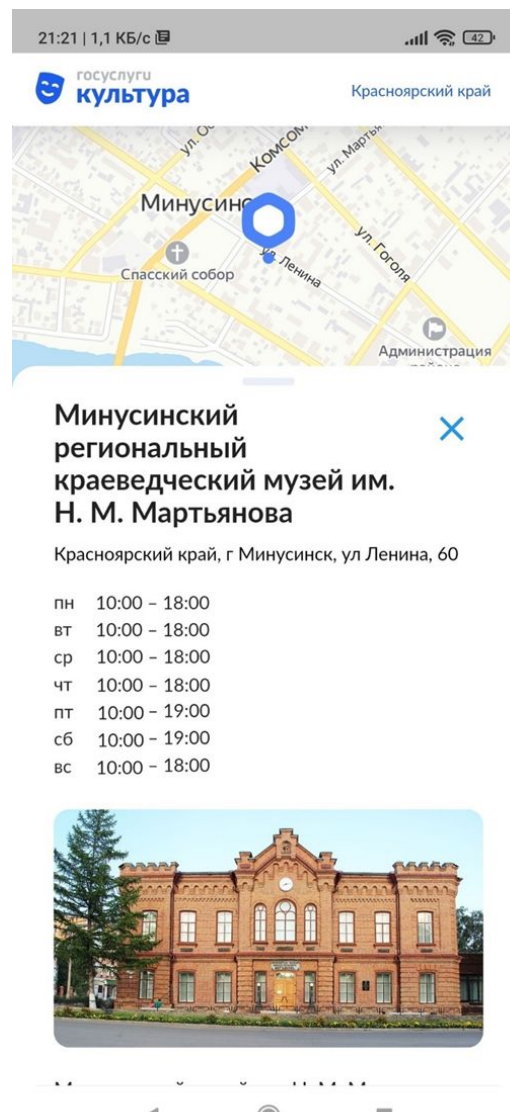 21:21 | 1,1 КБ/с
42
госуслуги
культура
Красноярский край
ул. Мартья
Минусинс
ул. Гоголя
ул. Ленина
Спасский собор
Администрация
Минусинский
региональный
краеведческий музей им.
Н. М. Мартьянова
Красноярский край, г Минусинск, ул Ленина, 60
пн 10:00 – 18:00
вт 10:00 – 18:00
ср 10:00 – 18:00
чт 10:00 – 18:00
пт 10:00 – 19:00
сб 10:00 – 19:00
вс 10:00 – 18:00